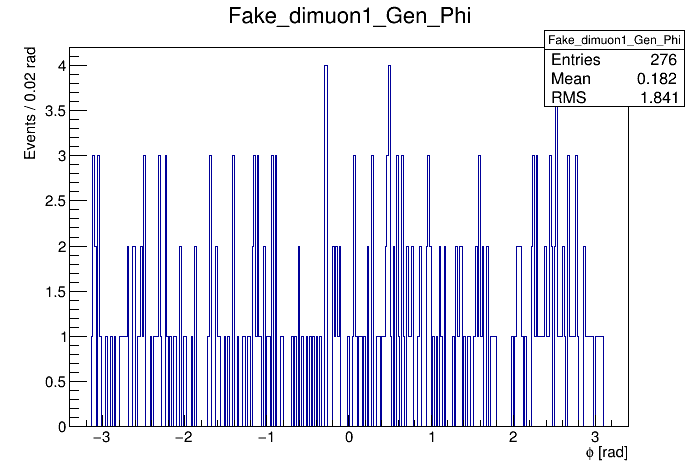 Fake_dimuon1_Gen_Phi
Fake_dimuon1_Gen_Phi
Entries 276
Mean 0.182
RMS 1.841
Events / 0.02 rad
4
3.5
3
2.5
2
1.5
1
0.5
0
−3 −2 −1 0 1 2 3
ϕ [rad]